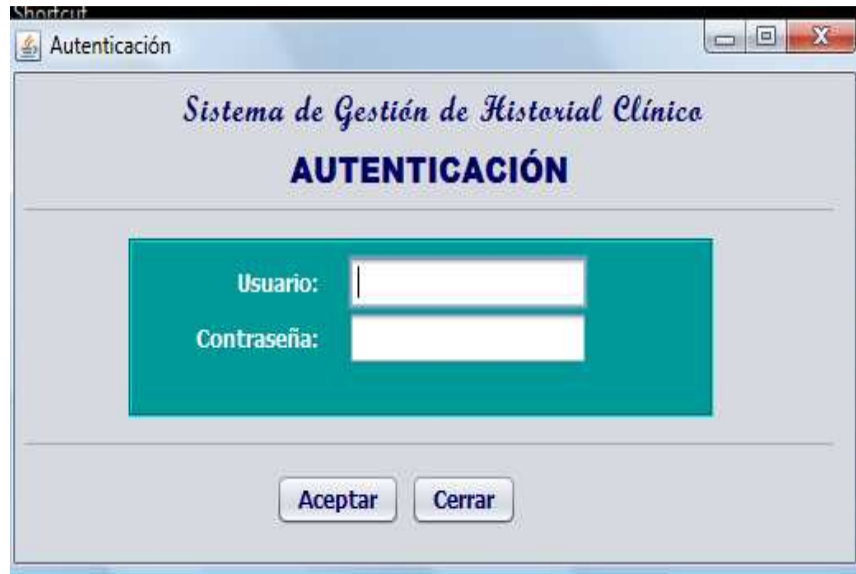 Shortcut
Autenticación
X
Sistema de Gestión de Historial Clínico
AUTENTICACIÓN
Usuario:
Contraseña:
Aceptar Cerrar